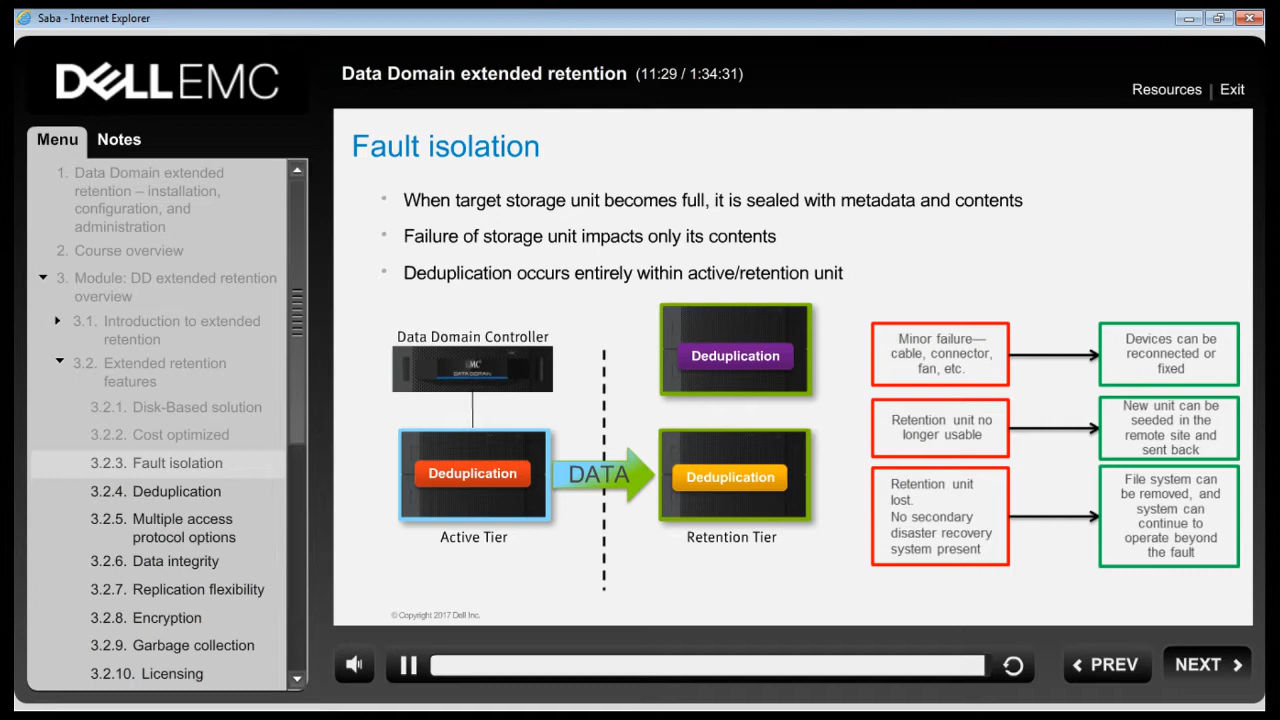 Saba - Internet Explorer
DELLEMC
Data Domain extended retention (11:29 / 1:34:31)
Resources | Exit
Menu
Notes
1. Data Domain extended
retention – installation,
configuration, and
administration
2. Course overview
3. Module: DD extended retention
overview
3.1. Introduction to extended
retention
3.2. Extended retention
features
3.2.1. Disk-Based solution
3.2.2. Cost optimized
3.2.3. Fault isolation
3.2.4. Deduplication
3.2.5. Multiple access
protocol options
3.2.6. Data integrity
3.2.7. Replication flexibility
3.2.8. Encryption
3.2.9. Garbage collection
3.2.10. Licensing
Fault isolation
• When target storage unit becomes full, it is sealed with metadata and contents
• Failure of storage unit impacts only its contents
• Deduplication occurs entirely within active/retention unit
Data Domain Controller
EMC
DATA DOMAIN
Deduplication
Active Tier
DATA
Deduplication
Deduplication
Retention Tier
Minor failure—
cable, connector,
fan, etc.
Devices can be
reconnected or
fixed
Retention unit no
longer usable
New unit can be
seeded in the
remote site and
sent back
Retention unit
lost.
No secondary
disaster recovery
system present
File system can
be removed, and
system can
continue to
operate beyond
the fault
© Copyright 2017 Dell Inc.
PREV
NEXT